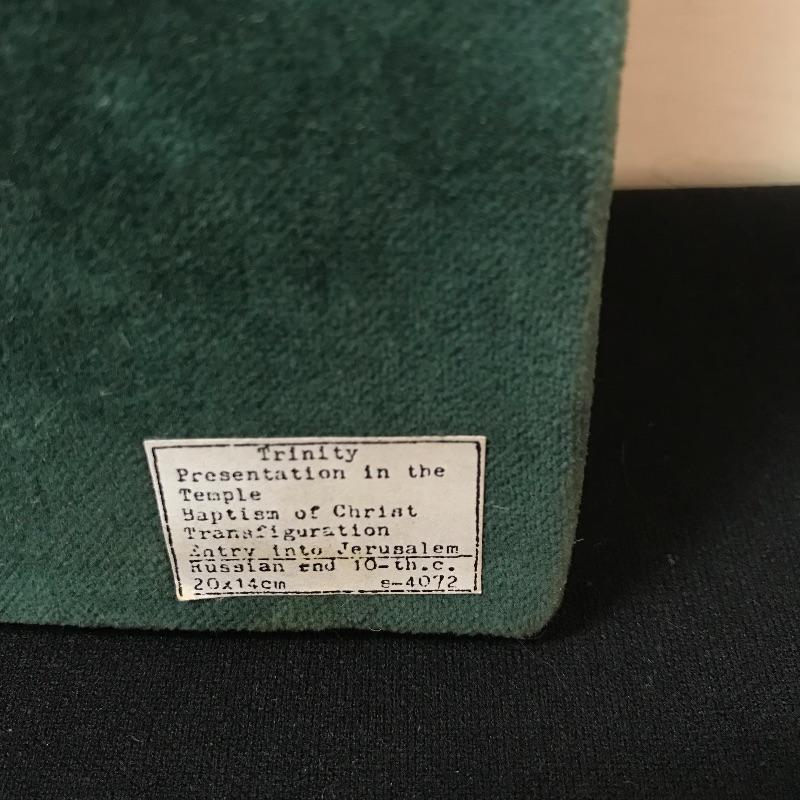 Trinity
Presentation in the
Temple
Baptism of Christ
Transfiguration
Entry into Jerusalem
Russian end 10-th.c.
20x14cm s-4072